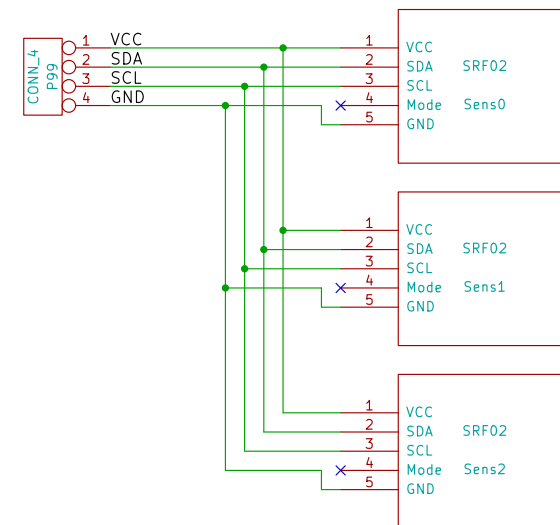 CONN_4
P99
1 VCC
2 SDA
3 SCL
4 GND
1 VCC
2 SDA SRF02
3 SCL
4 Mode Sens0
5 GND
1 VCC
2 SDA SRF02
3 SCL
4 Mode Sens1
5 GND
1 VCC
2 SDA SRF02
3 SCL
4 Mode Sens2
5 GND